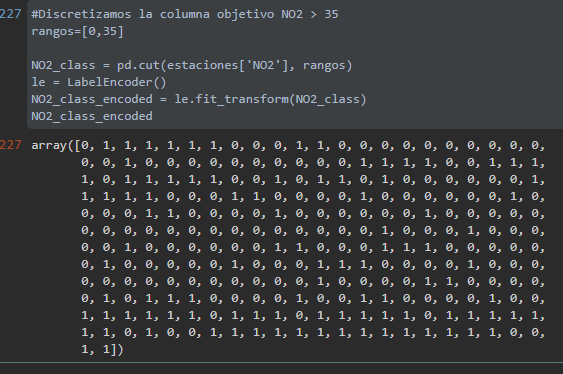 227 #Discretizamos la columna objetivo NO2 > 35
rangos=[0,35]
NO2_class = pd.cut(estaciones['NO2'], rangos)
le = LabelEncoder()
NO2_class_encoded = le.fit_transform(NO2_class)
NO2_class_encoded
227 array([0, 1, 1, 1, 1, 1, 1, 0, 0, 0, 1, 1, 0, 0, 0, 0, 0, 0, 0, 0, 0, 0,
0, 0, 1, 0, 0, 0, 0, 0, 0, 0, 0, 0, 0, 1, 1, 1, 1, 0, 0, 1, 1, 1,
1, 0, 1, 1, 1, 1, 1, 0, 0, 1, 0, 1, 1, 0, 1, 0, 0, 0, 0, 0, 0, 1,
1, 1, 1, 1, 0, 0, 0, 1, 1, 0, 0, 0, 0, 1, 0, 0, 0, 0, 0, 0, 1, 0,
0, 0, 0, 1, 1, 0, 0, 0, 0, 1, 0, 0, 0, 0, 0, 0, 1, 0, 0, 0, 0, 0,
0, 0, 0, 0, 0, 0, 0, 0, 0, 0, 0, 0, 0, 0, 1, 0, 0, 0, 1, 0, 0, 0,
0, 0, 1, 0, 0, 0, 0, 0, 0, 1, 1, 0, 0, 0, 1, 1, 1, 0, 0, 0, 0, 0,
0, 1, 0, 0, 0, 0, 0, 1, 0, 0, 0, 1, 1, 1, 0, 0, 0, 0, 1, 0, 0, 0,
0, 0, 0, 0, 0, 0, 0, 0, 0, 1, 0, 0, 0, 0, 0, 0, 1, 1, 0, 0, 0, 0,
0, 1, 0, 1, 1, 1, 0, 0, 0, 0, 1, 0, 0, 1, 1, 0, 0, 0, 1, 0, 0, 0,
1, 1, 1, 1, 1, 1, 0, 1, 1, 1, 1, 0, 1, 1, 1, 1, 1, 0, 1, 1, 1, 1,
1, 1, 0, 1, 0, 0, 1, 1, 1, 1, 1, 1, 1, 1, 1, 1, 1, 1, 1, 1, 0, 0,
1, 1])